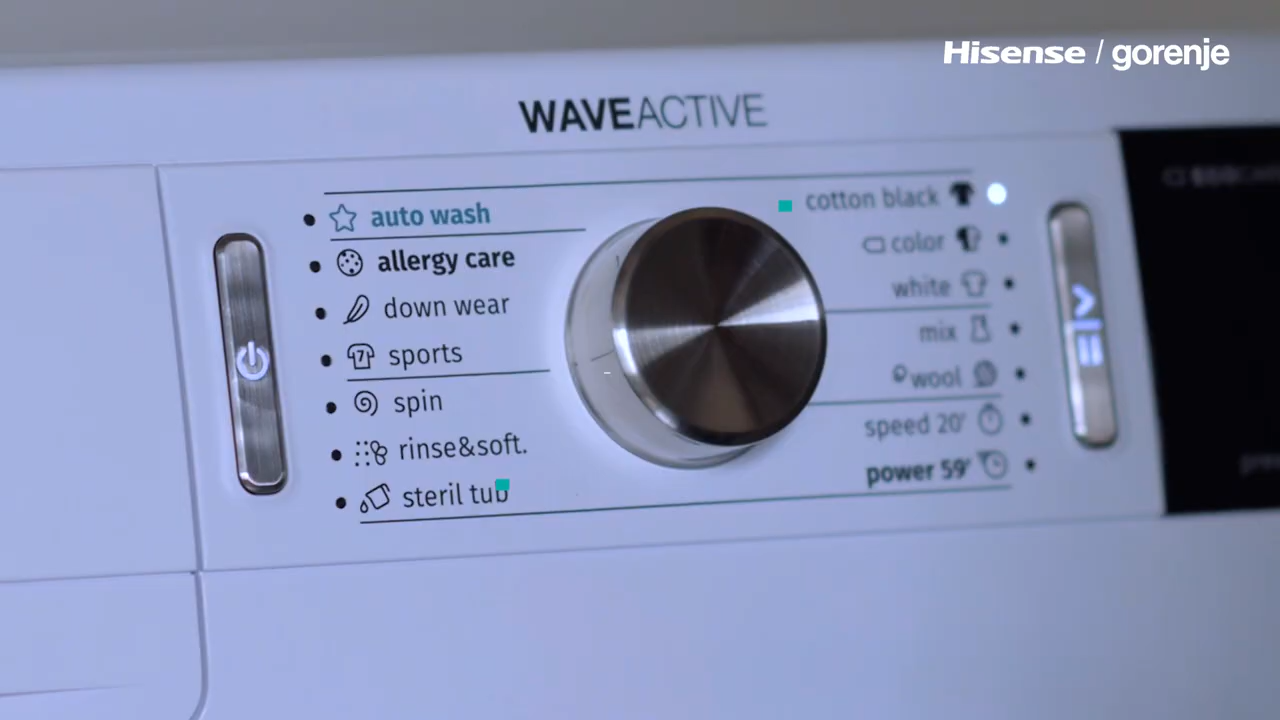 Hisense / gorenje
WAVEACTIVE
auto wash
allergy care
down wear
7 sports
spin
rinse&soft.
steril tub
cotton black
color
white
mix
wool
speed 20'
power 59'